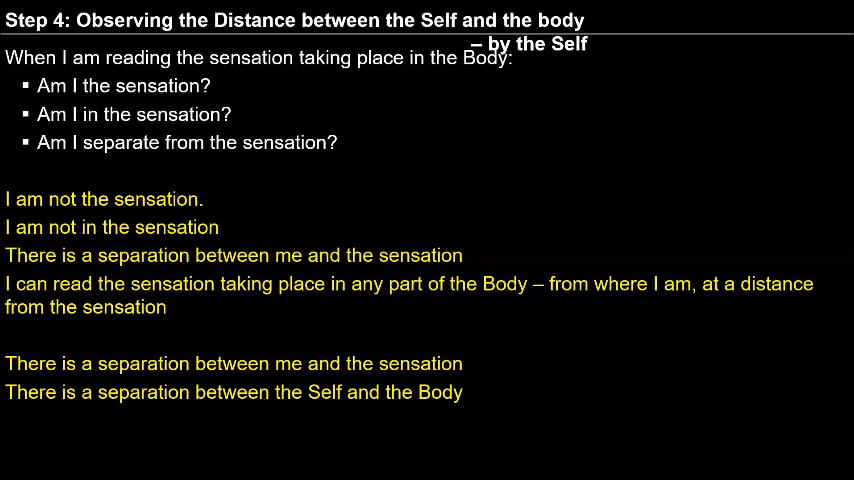 Step 4: Observing the Distance between the Self and the body
– by the Self
When I am reading the sensation taking place in the Body:
▪ Am I the sensation?
▪ Am I in the sensation?
▪ Am I separate from the sensation?
I am not the sensation.
I am not in the sensation
There is a separation between me and the sensation
I can read the sensation taking place in any part of the Body – from where I am, at a distance
from the sensation
There is a separation between me and the sensation
There is a separation between the Self and the Body